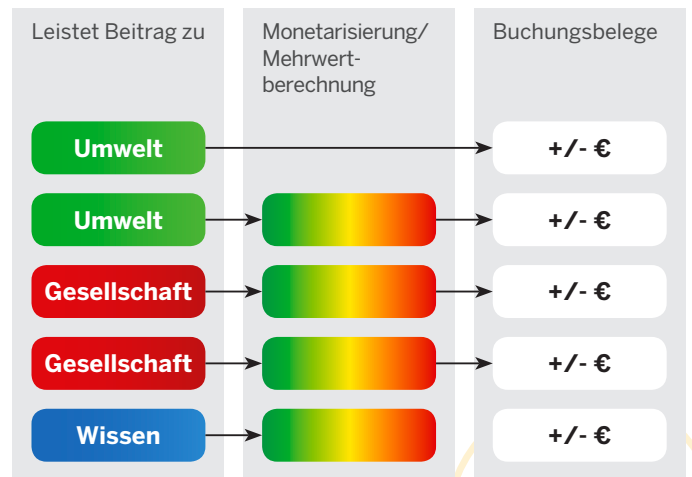 Leistet Beitrag zu
Monetarisierung/
Mehrwert-
berechnung
Buchungsbelege
Umwelt
+/- €
Umwelt
+/- €
Gesellschaft
+/- €
Gesellschaft
+/- €
Wissen
+/- €